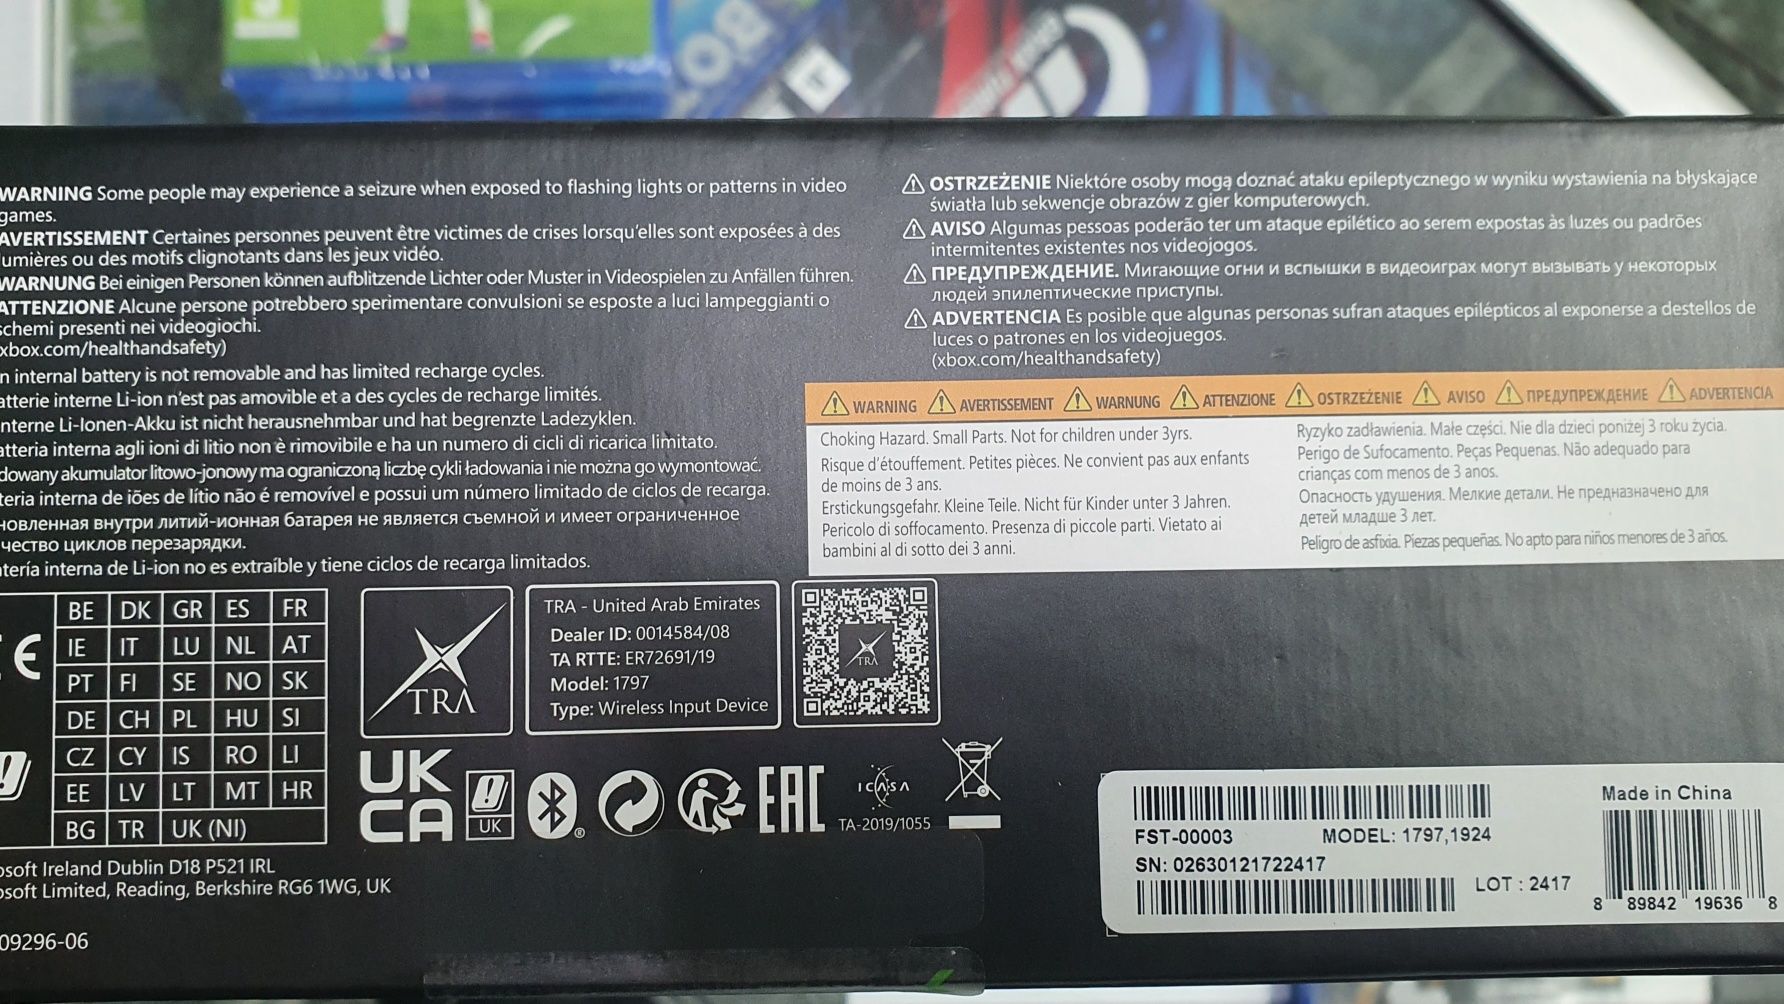 WARNING Some people may experience a seizure when exposed to flashing lights or patterns in video
games.
AVERTISSEMENT Certaines personnes peuvent être victimes de crises lorsqu'elles sont exposées à des
umières ou des motifs clignotants dans les jeux vidéo.
WARNUNG Bei einigen Personen können aufblitzende Lichter oder Muster in Videospielen zu Anfällen führen.
ATTENZIONE Alcune persone potrebbero sperimentare convulsioni se esposte a luci lampeggianti o
schemi presenti nei videogiochi.
xbox.com/healthandsafety)
n internal battery is not removable and has limited recharge cycles.
atterie interne Li-ion n'est pas amovible et a des cycles de recharge limités.
nterne Li-Ionen-Akku ist nicht herausnehmbar und hat begrenzte Ladezyklen.
atteria interna agli ioni di litio non è rimovibile e ha un numero di cicli di ricarica limitato.
dowany akumulator litowo-jonowy ma ograniczoną liczbę cykli ładowania i nie można go wymontować.
teria interna de iões de lítio não é removível e possui um número limitado de ciclos de recarga.
новленная внутри литий-ионная батарея не является съемной и имеет ограниченное
чество циклов перезарядки.
tería interna de Li-ion no es extraíble y tiene ciclos de recarga limitados.
OSTRZEŻENIE Niektóre osoby mogą doznać ataku epileptycznego w wyniku wystawienia na błyskające
światła lub sekwencje obrazów z gier komputerowych.
AVISO Algumas pessoas poderão ter um ataque epilético ao serem expostas às luzes ou padrões
intermitentes existentes nos videojogos.
ПРЕДУПРЕЖДЕНИЕ. Мигающие огни и вспышки в видеоиграх могут вызывать у некоторых
людей эпилептические приступы.
ADVERTENCIA Es posible que algunas personas sufran ataques epilépticos al exponerse a destellos de
luces o patrones en los videojuegos.
(xbox.com/healthandsafety)
WARNING AVERTISSEMENT WARNUNG ATTENZIONE OSTRZEŻENIE AVISO ПРЕДУПРЕЖДЕНИЕ ADVERTENCIA
Choking Hazard. Small Parts. Not for children under 3yrs.
Risque d'étouffement. Petites pièces. Ne convient pas aux enfants
de moins de 3 ans.
Erstickungsgefahr. Kleine Teile. Nicht für Kinder unter 3 Jahren.
Pericolo di soffocamento. Presenza di piccole parti. Vietato ai
bambini al di sotto dei 3 anni.
Ryzyko zadławienia. Małe części. Nie dla dzieci poniżej 3 roku życia.
Perigo de Sufocamento. Peças Pequenas. Não adequado para
crianças com menos de 3 anos.
Опасность удушения. Мелкие детали. Не предназначено для
детей младше 3 лет.
Peligro de asfixia. Piezas pequeñas. No apto para niños menores de 3 años.
CE
BE DK GR ES FR
IE IT LU NL AT
PT FI SE NO SK
DE CH PL HU SI
CZ CY IS RO LI
EE LV LT MT HR
BG TR UK (NI)
TRA
TRA - United Arab Emirates
Dealer ID: 0014584/08
TA RTTE: ER72691/19
Model: 1797
Type: Wireless Input Device
TRA
UK
CA
UK
EAC
ICASA
TA-2019/1055
osoft Ireland Dublin D18 P521 IRL
osoft Limited, Reading, Berkshire RG6 1WG, UK
09296-06
FST-00003 MODEL: 1797,1924
SN: 02630121722417
LOT : 2417
Made in China
8 89842 19636 8